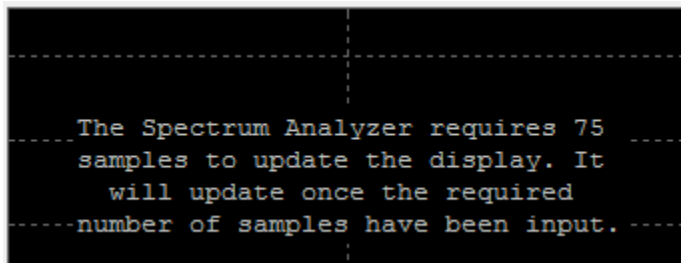 The Spectrum Analyzer requires 75
samples to update the display. It
will update once the required
number of samples have been input.